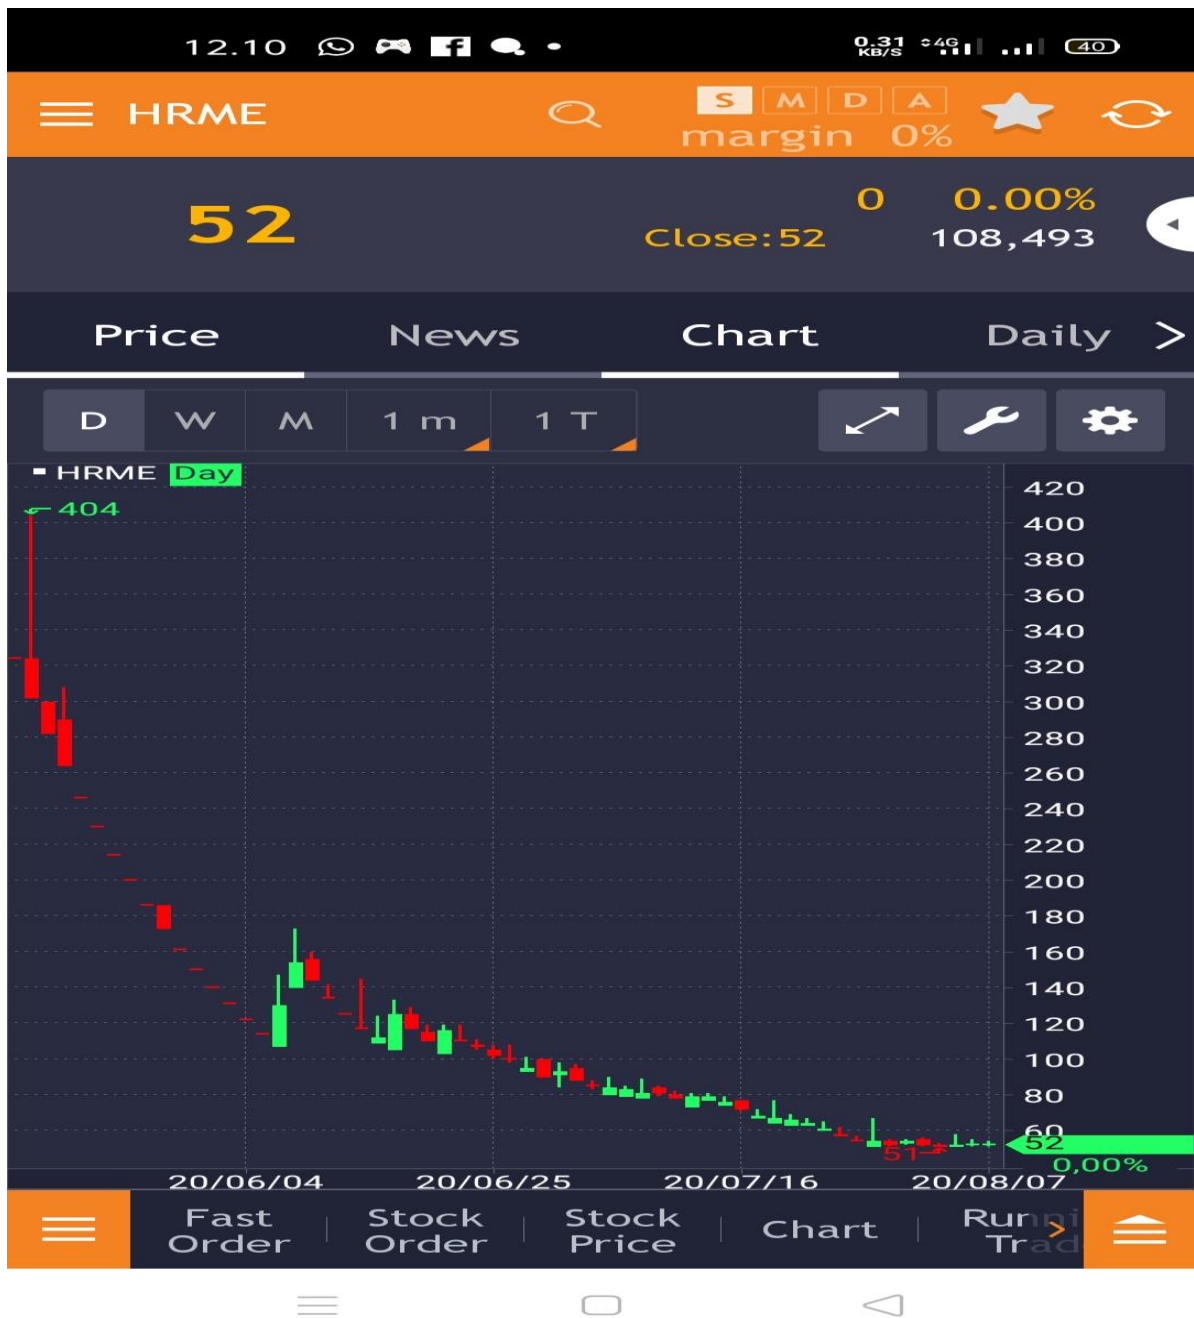 12.10 0.31 KB/S 4G 40
HRME S M D A
margin 0%
52 0 0.00%
Close:52 108,493
Price News Chart Daily >
D W M 1 m 1 T
HRME Day
404
420
400
380
360
340
320
300
280
260
240
220
200
180
160
140
120
100
80
60
52
51
0,00%
20/06/04 20/06/25 20/07/16 20/08/07
Fast Order Stock Order Stock Price Chart